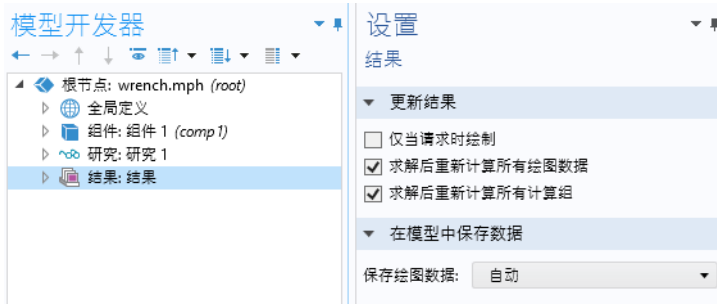 模型开发器
根节点: wrench.mph (root)
全局定义
组件: 组件 1 (comp1)
研究: 研究 1
结果: 结果
设置
结果
更新结果
仅当请求时绘制
求解后重新计算所有绘图数据
求解后重新计算所有计算组
在模型中保存数据
保存绘图数据: 自动